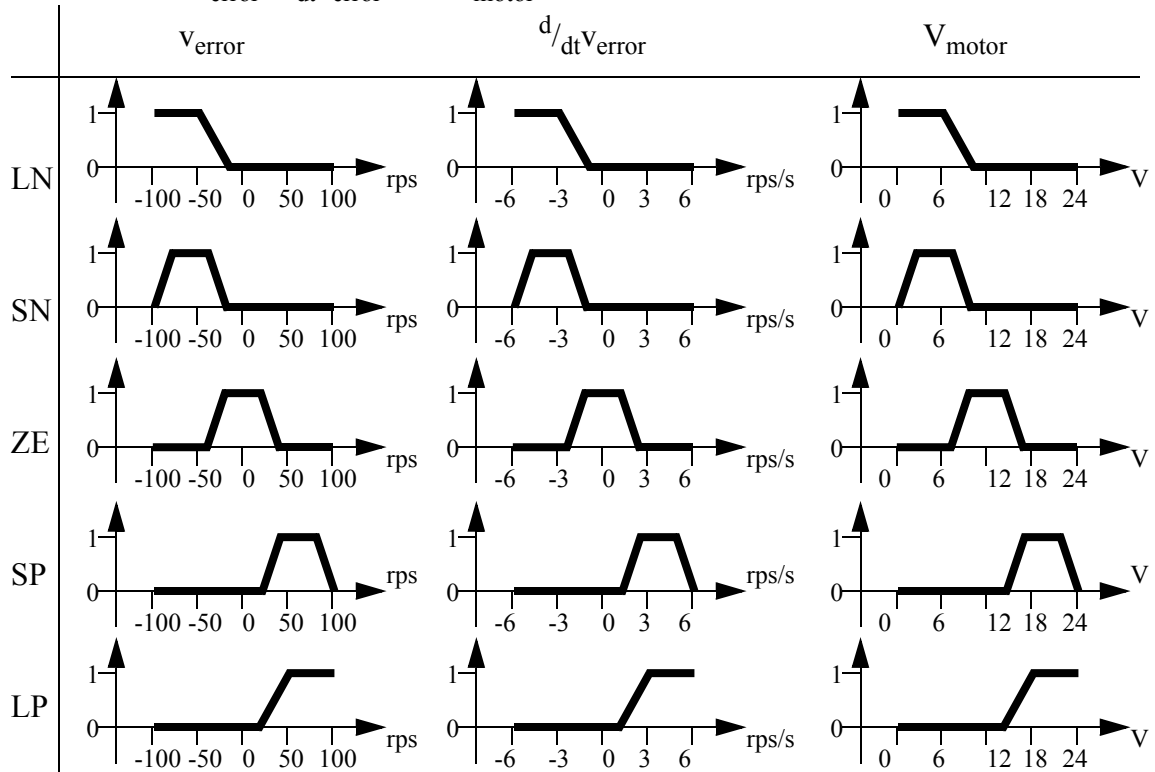 error dt error motor
v_error d/dt v_error V_motor
1 1 1
0 rps 0 rps/s 0 V
LN
-100 -50 0 50 100 -6 -3 0 3 6 0 6 12 18 24
1 1 1
SN 0 rps 0 rps/s 0 V
-100 -50 0 50 100 -6 -3 0 3 6 0 6 12 18 24
1 1 1
ZE 0 rps 0 rps/s 0 V
-100 -50 0 50 100 -6 -3 0 3 6 0 6 12 18 24
1 1 1
SP 0 rps 0 rps/s 0 V
-100 -50 0 50 100 -6 -3 0 3 6 0 6 12 18 24
1 1 1
LP 0 rps 0 rps/s 0 V
-100 -50 0 50 100 -6 -3 0 3 6 0 6 12 18 24